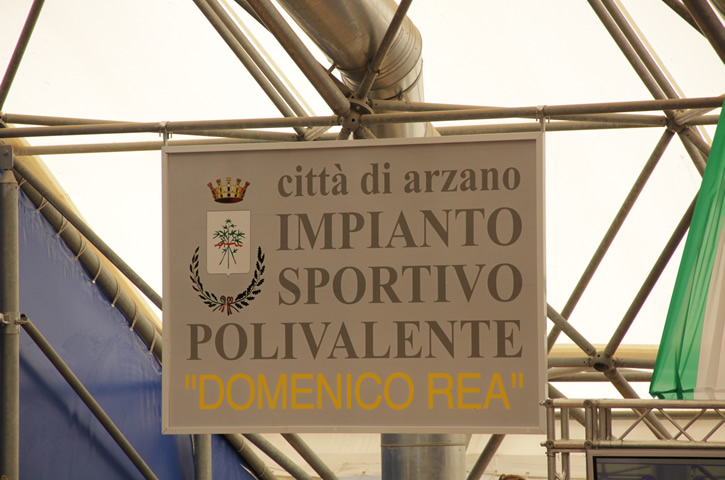 città di arzano
IMPIANTO
SPORTIVO
POLIVALENTE
"DOMENICO REA"